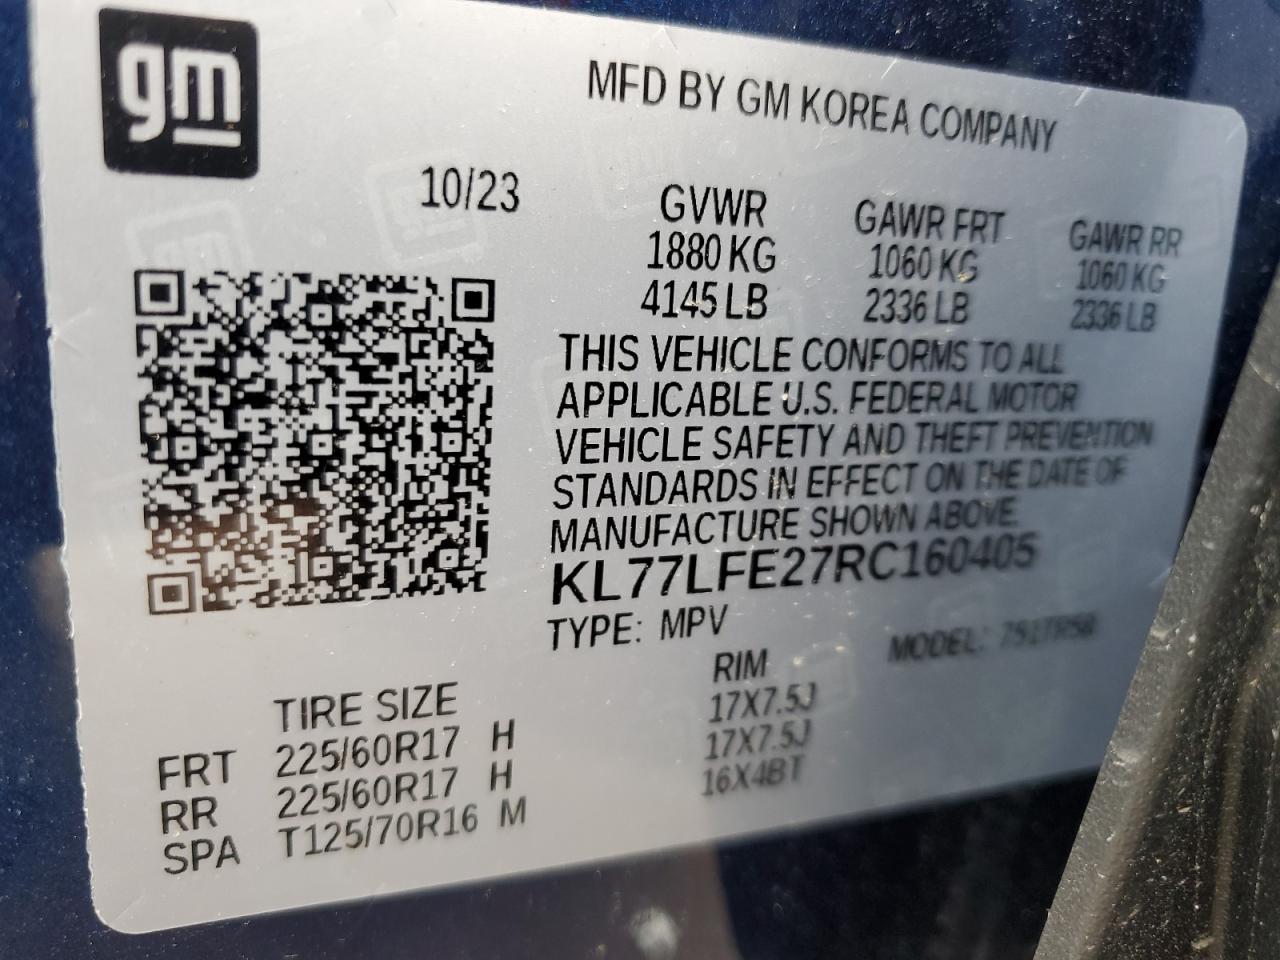 gm
MFD BY GM KOREA COMPANY
10/23
GVWR GAWR FRT GAWR RR
1880 KG 1060 KG 1060 KG
4145 LB 2336 LB 2336 LB
THIS VEHICLE CONFORMS TO ALL
APPLICABLE U.S. FEDERAL MOTOR
VEHICLE SAFETY AND THEFT PREVENTION
STANDARDS IN EFFECT ON THE DATE OF
MANUFACTURE SHOWN ABOVE.
KL77LFE27RC160405
TYPE: MPV MODEL:
TIRE SIZE RIM
FRT 225/60R17 H 17X7.5J
RR 225/60R17 H 17X7.5J
SPA T125/70R16 M 16X4BT